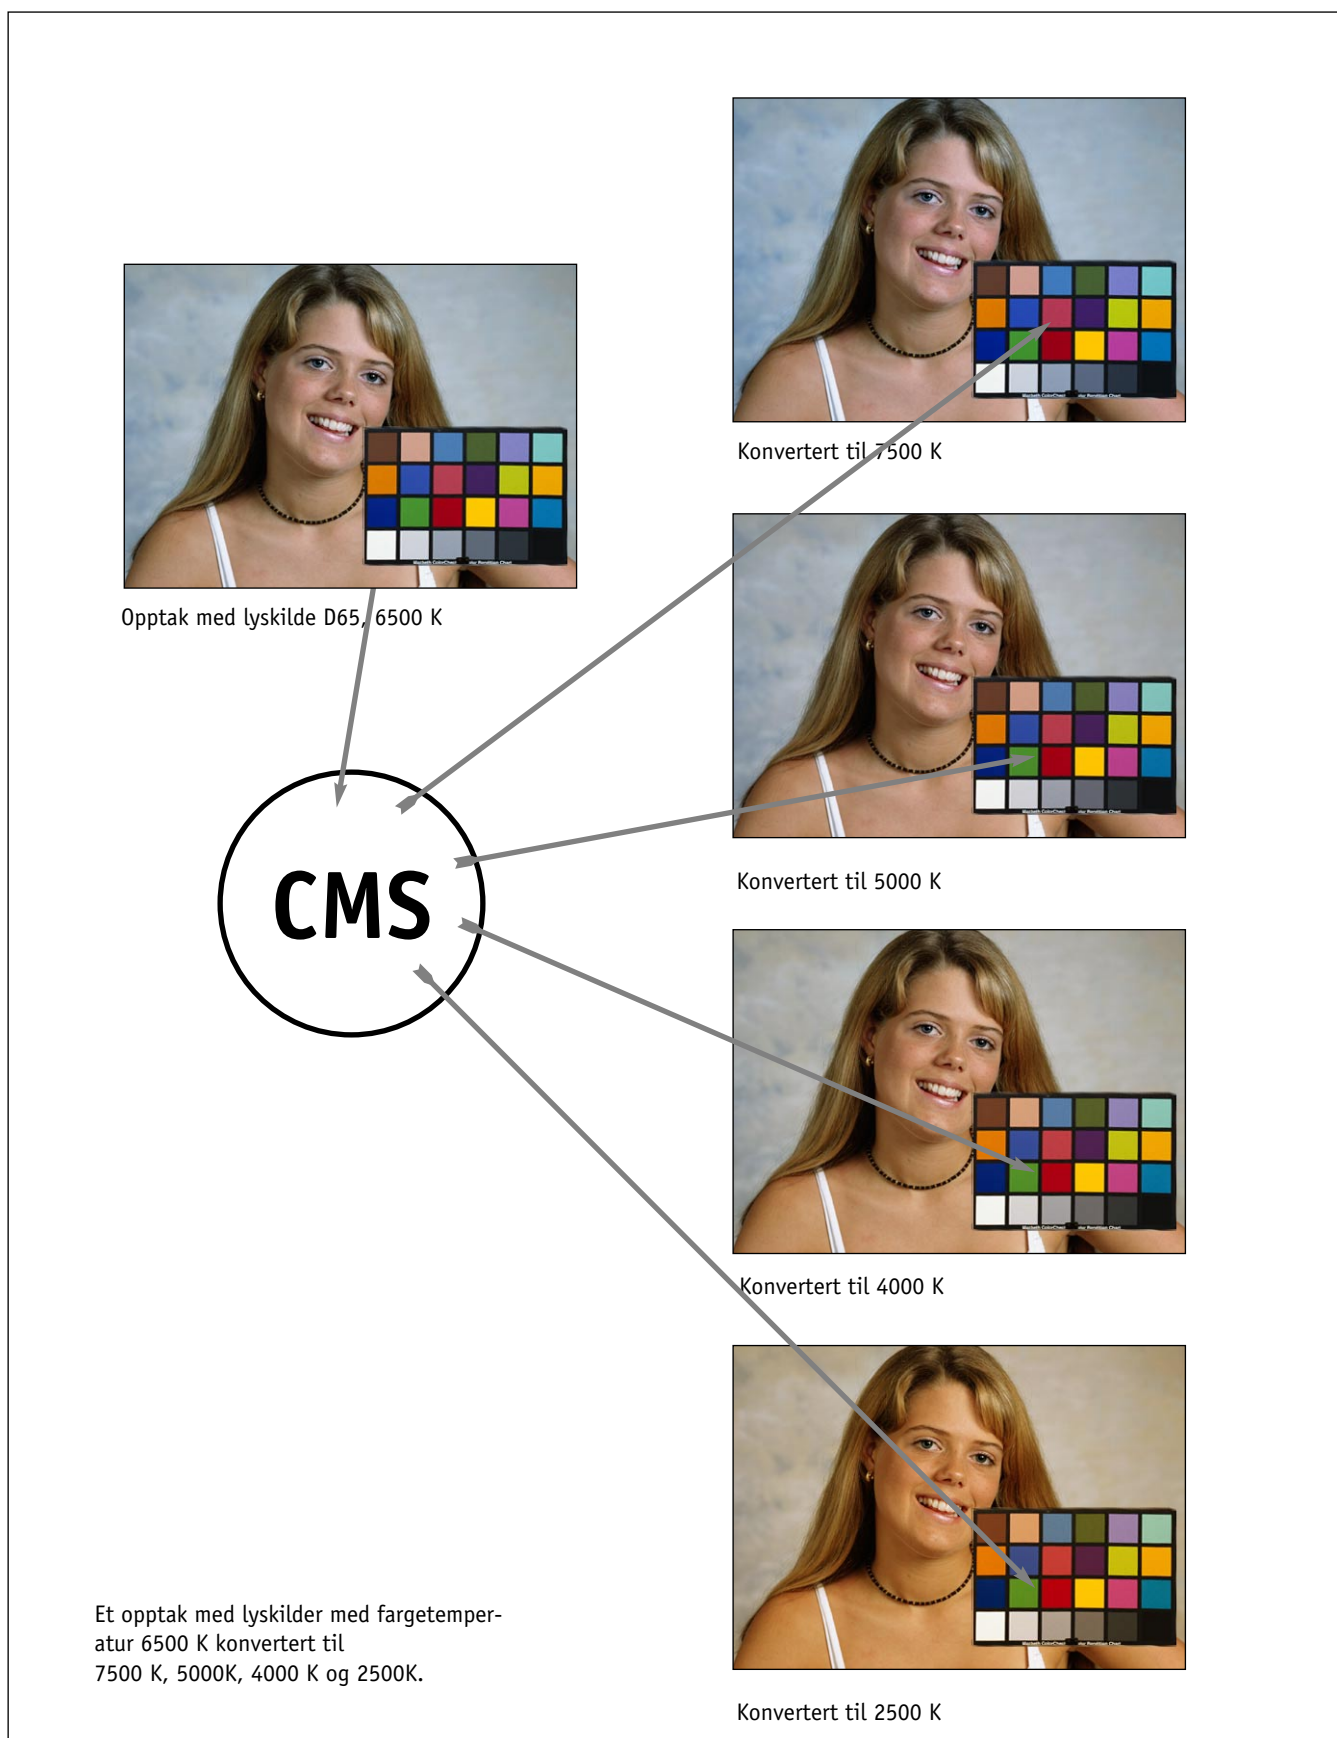 Konvertert til 7500 K
Opptak med lyskilde D65, 6500 K
CMS
Konvertert til 5000 K
Konvertert til 4000 K
Et opptak med lyskilder med fargetemper-
atur 6500 K konvertert til
7500 K, 5000K, 4000 K og 2500K.
Konvertert til 2500 K